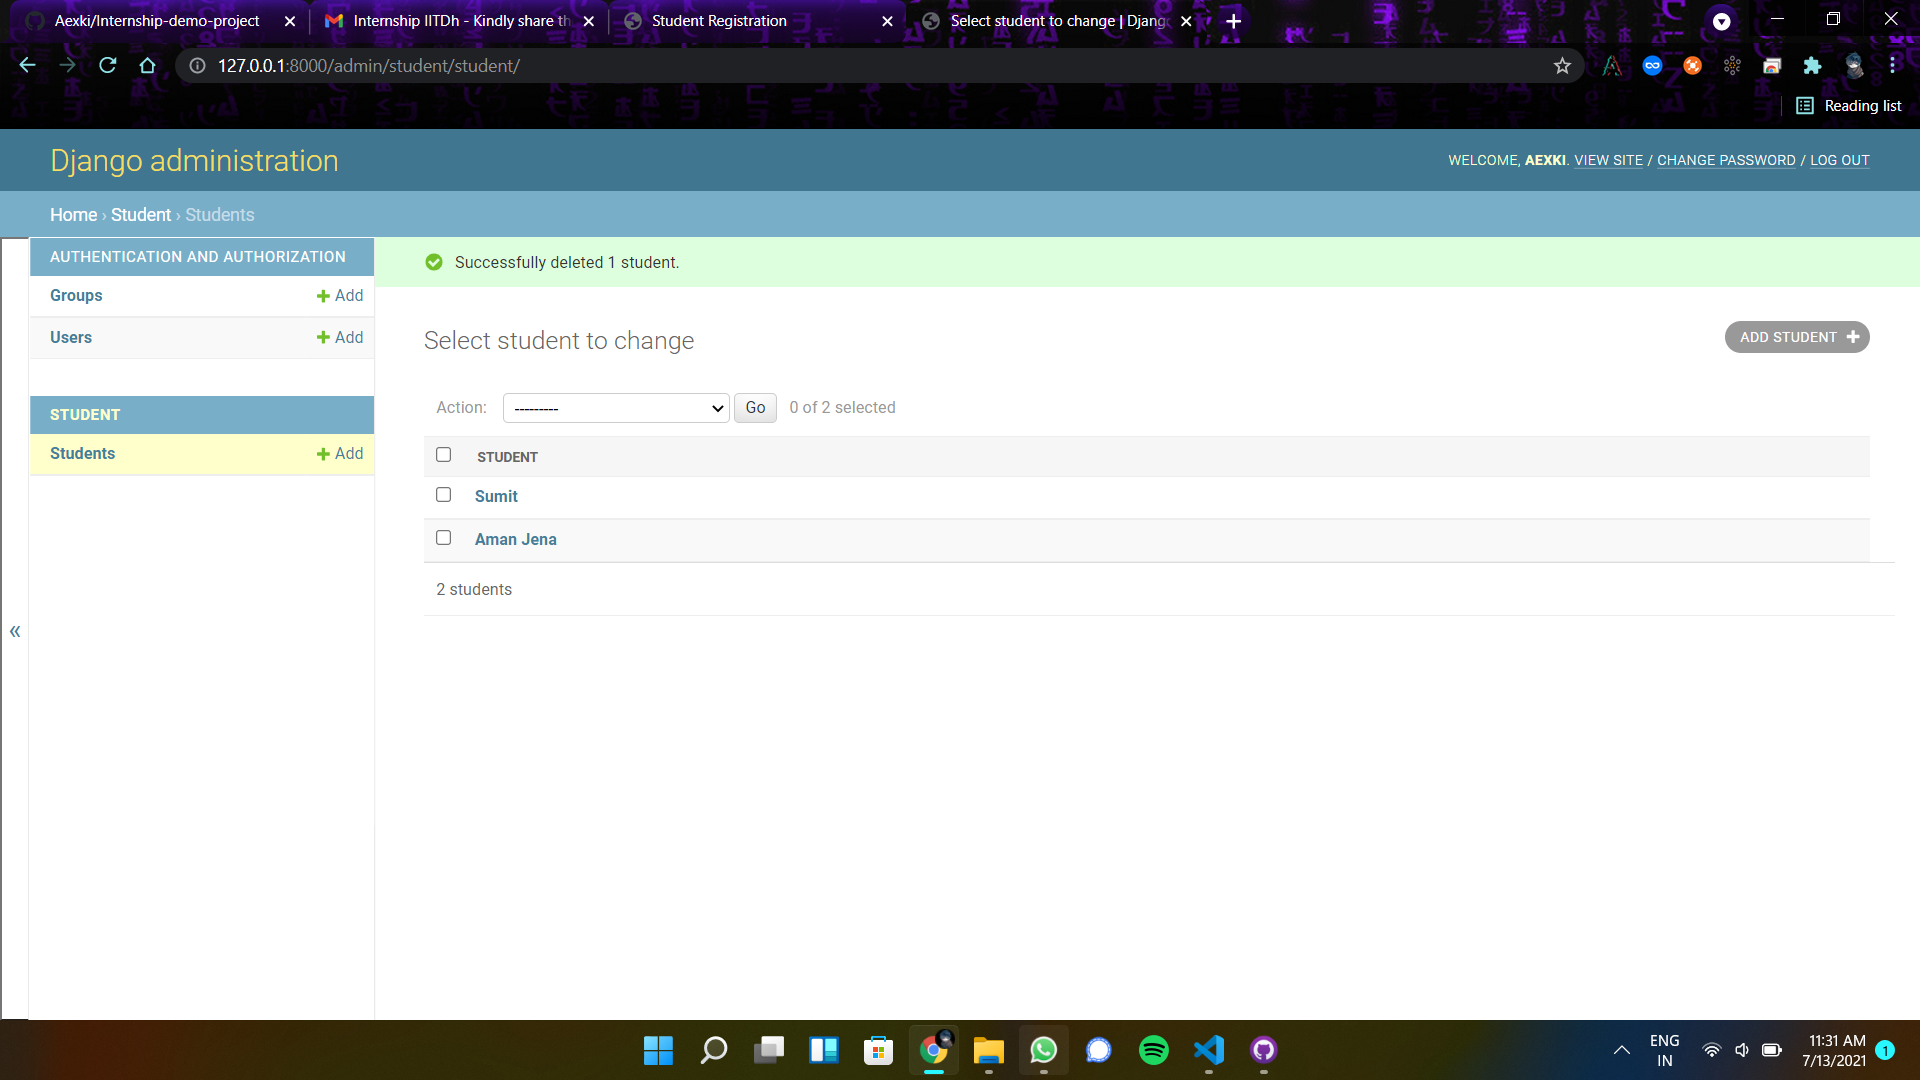 Aexki/Internship-demo-project
Internship IITDh - Kindly share th
Student Registration
Select student to change | Djang
127.0.0.1:8000/admin/student/student/
Reading list
Django administration
WELCOME, AEXKI. VIEW SITE / CHANGE PASSWORD / LOG OUT
Home › Student › Students
AUTHENTICATION AND AUTHORIZATION
Groups
Add
Users
Add
STUDENT
Students
Add
«
Successfully deleted 1 student.
Select student to change
ADD STUDENT
Action:
---------
Go
0 of 2 selected
STUDENT
Sumit
Aman Jena
2 students
ENG
IN
11:31 AM
7/13/2021
1